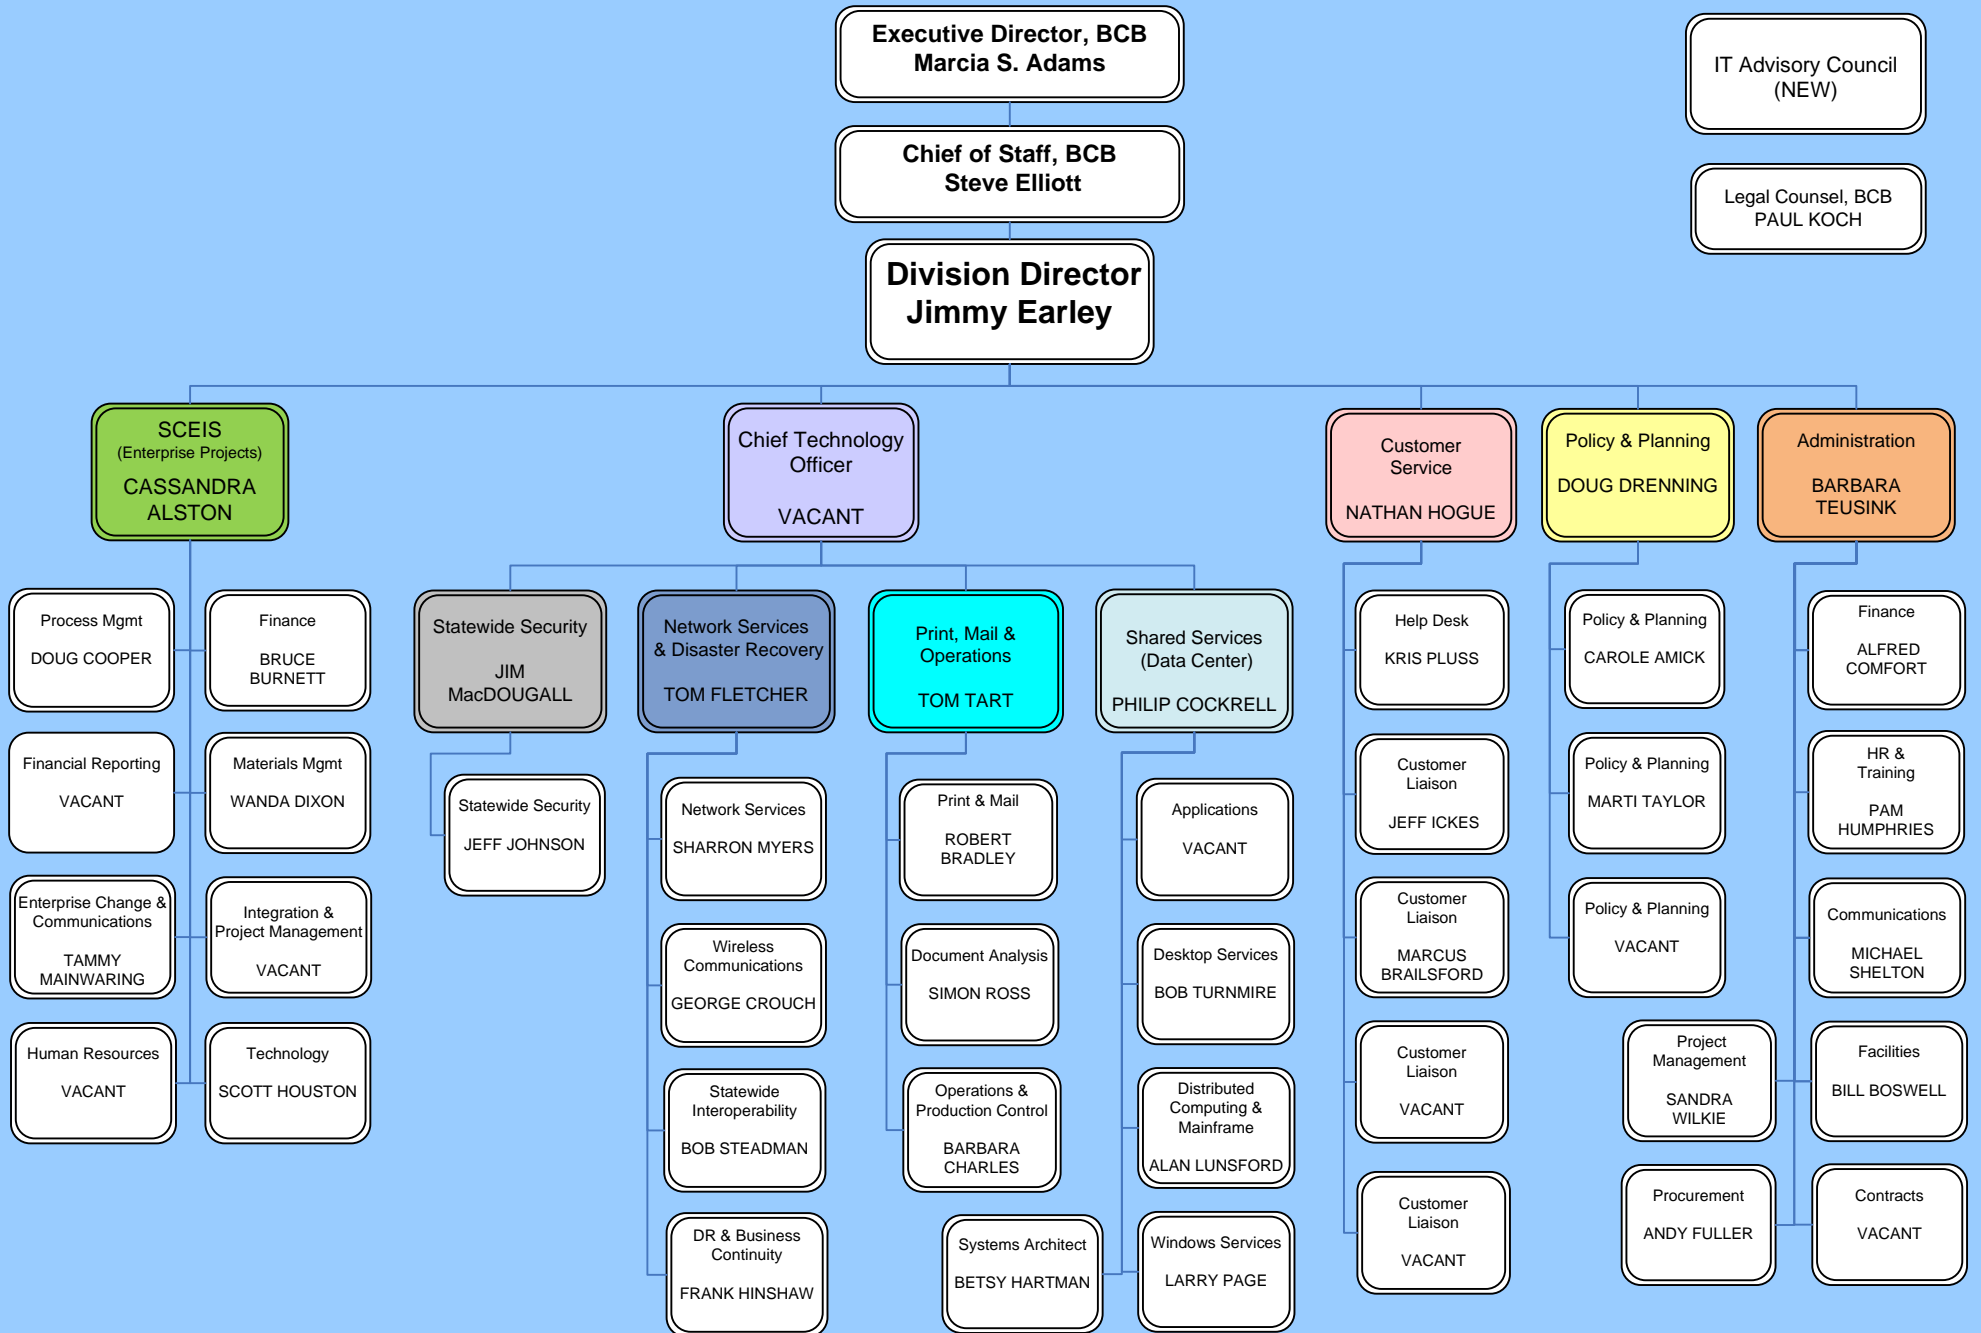 Executive Director, BCB
Marcia S. Adams
IT Advisory Council
(NEW)
Chief of Staff, BCB
Steve Elliott
Legal Counsel, BCB
PAUL KOCH
Division Director
Jimmy Earley
SCEIS
(Enterprise Projects)
CASSANDRA
ALSTON
Chief Technology
Officer
VACANT
Customer
Service
NATHAN HOGUE
Policy & Planning
DOUG DRENNING
Administration
BARBARA
TEUSINK
Process Mgmt
DOUG COOPER
Finance
BRUCE
BURNETT
Financial Reporting
VACANT
Materials Mgmt
WANDA DIXON
Enterprise Change &
Communications
TAMMY
MAINWARING
Integration &
Project Management
VACANT
Human Resources
VACANT
Technology
SCOTT HOUSTON
Statewide Security
JIM
MacDOUGALL
Statewide Security
JEFF JOHNSON
Network Services
& Disaster Recovery
TOM FLETCHER
Network Services
SHARRON MYERS
Wireless
Communications
GEORGE CROUCH
Statewide
Interoperability
BOB STEADMAN
DR & Business
Continuity
FRANK HINSHAW
Print, Mail &
Operations
TOM TART
Print & Mail
ROBERT
BRADLEY
Document Analysis
SIMON ROSS
Operations &
Production Control
BARBARA
CHARLES
Shared Services
(Data Center)
PHILIP COCKRELL
Applications
VACANT
Desktop Services
BOB TURNMIRE
Distributed
Computing &
Mainframe
ALAN LUNSFORD
Systems Architect
BETSY HARTMAN
Windows Services
LARRY PAGE
Help Desk
KRIS PLUSS
Customer
Liaison
JEFF ICKES
Customer
Liaison
MARCUS
BRAILSFORD
Customer
Liaison
VACANT
Customer
Liaison
VACANT
Policy & Planning
CAROLE AMICK
Policy & Planning
MARTI TAYLOR
Policy & Planning
VACANT
Finance
ALFRED
COMFORT
HR &
Training
PAM
HUMPHRIES
Communications
MICHAEL
SHELTON
Project
Management
SANDRA
WILKIE
Facilities
BILL BOSWELL
Procurement
ANDY FULLER
Contracts
VACANT